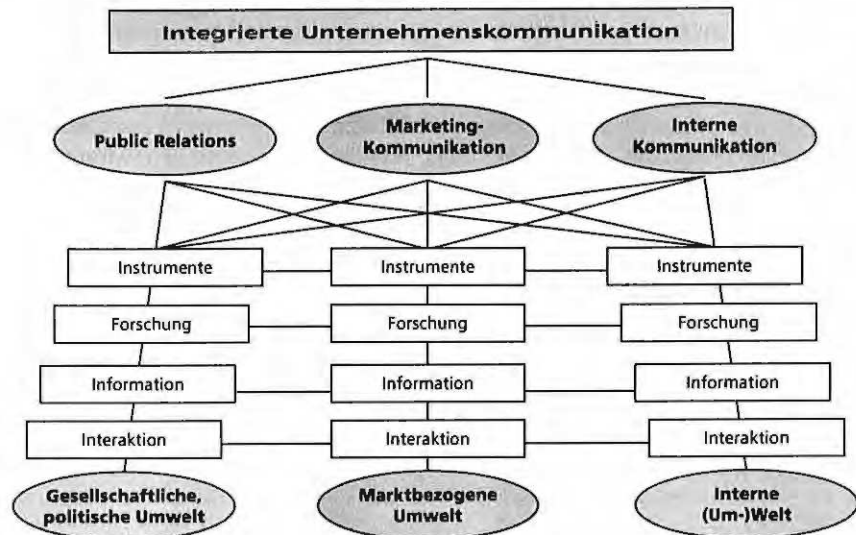 Integrierte Unternehmenskommunikation
Public Relations
Marketing-
Kommunikation
Interne
Kommunikation
Instrumente
Instrumente
Instrumente
Forschung
Forschung
Forschung
Information
Information
Information
Interaktion
Interaktion
Interaktion
Gesellschaftliche,
politische Umwelt
Marktbezogene
Umwelt
Interne
(Um-)Welt